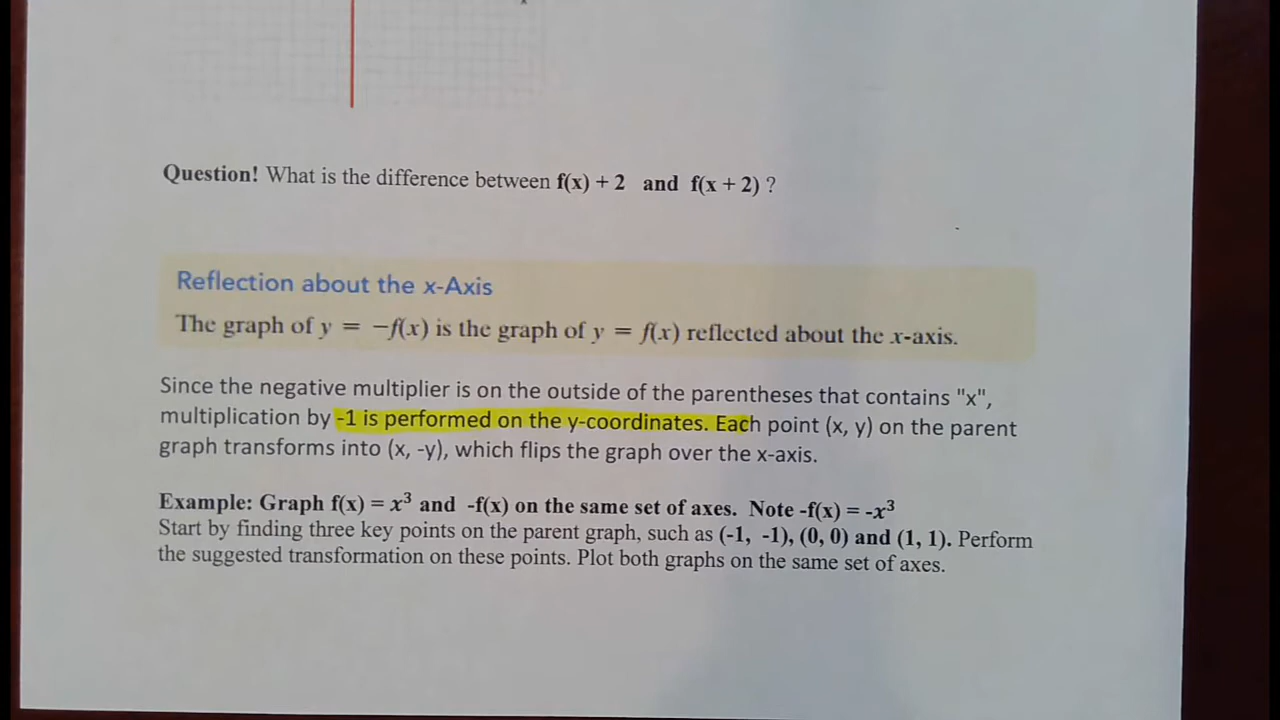 Question! What is the difference between f(x) + 2 and f(x + 2) ?
Reflection about the x-Axis
The graph of y = −f(x) is the graph of y = f(x) reflected about the x-axis.
Since the negative multiplier is on the outside of the parentheses that contains "x",
multiplication by -1 is performed on the y-coordinates. Each point (x, y) on the parent
graph transforms into (x, -y), which flips the graph over the x-axis.
Example: Graph f(x) = x³ and -f(x) on the same set of axes. Note -f(x) = -x³
Start by finding three key points on the parent graph, such as (-1, -1), (0, 0) and (1, 1). Perform
the suggested transformation on these points. Plot both graphs on the same set of axes.